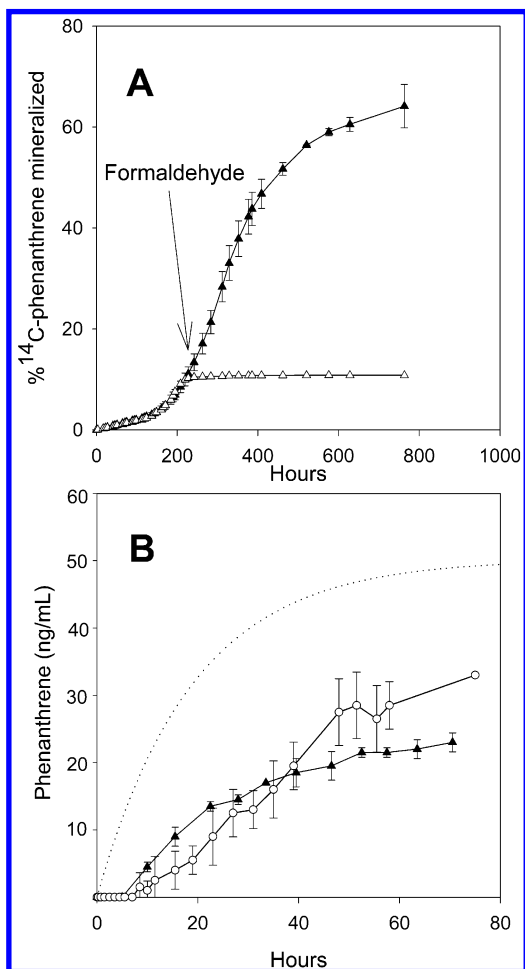 80
A
60
Formaldehyde
40
20
0
%14C-phenanthrene mineralized
0 200 400 600 800 1000
Hours
60
B
50
40
30
20
10
Phenanthrene (ng/mL)
0 20 40 60 80
Hours